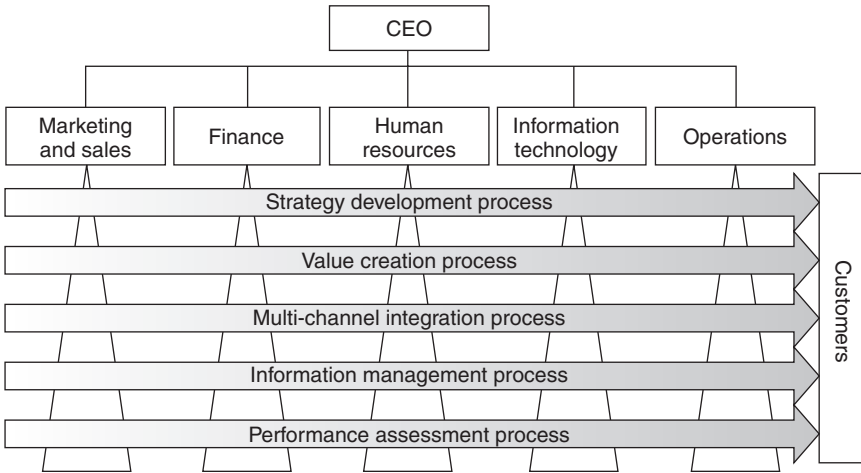 CEO
Marketing
and sales
Finance
Human
resources
Information
technology
Operations
Strategy development process
Value creation process
Multi-channel integration process
Information management process
Performance assessment process
Customers